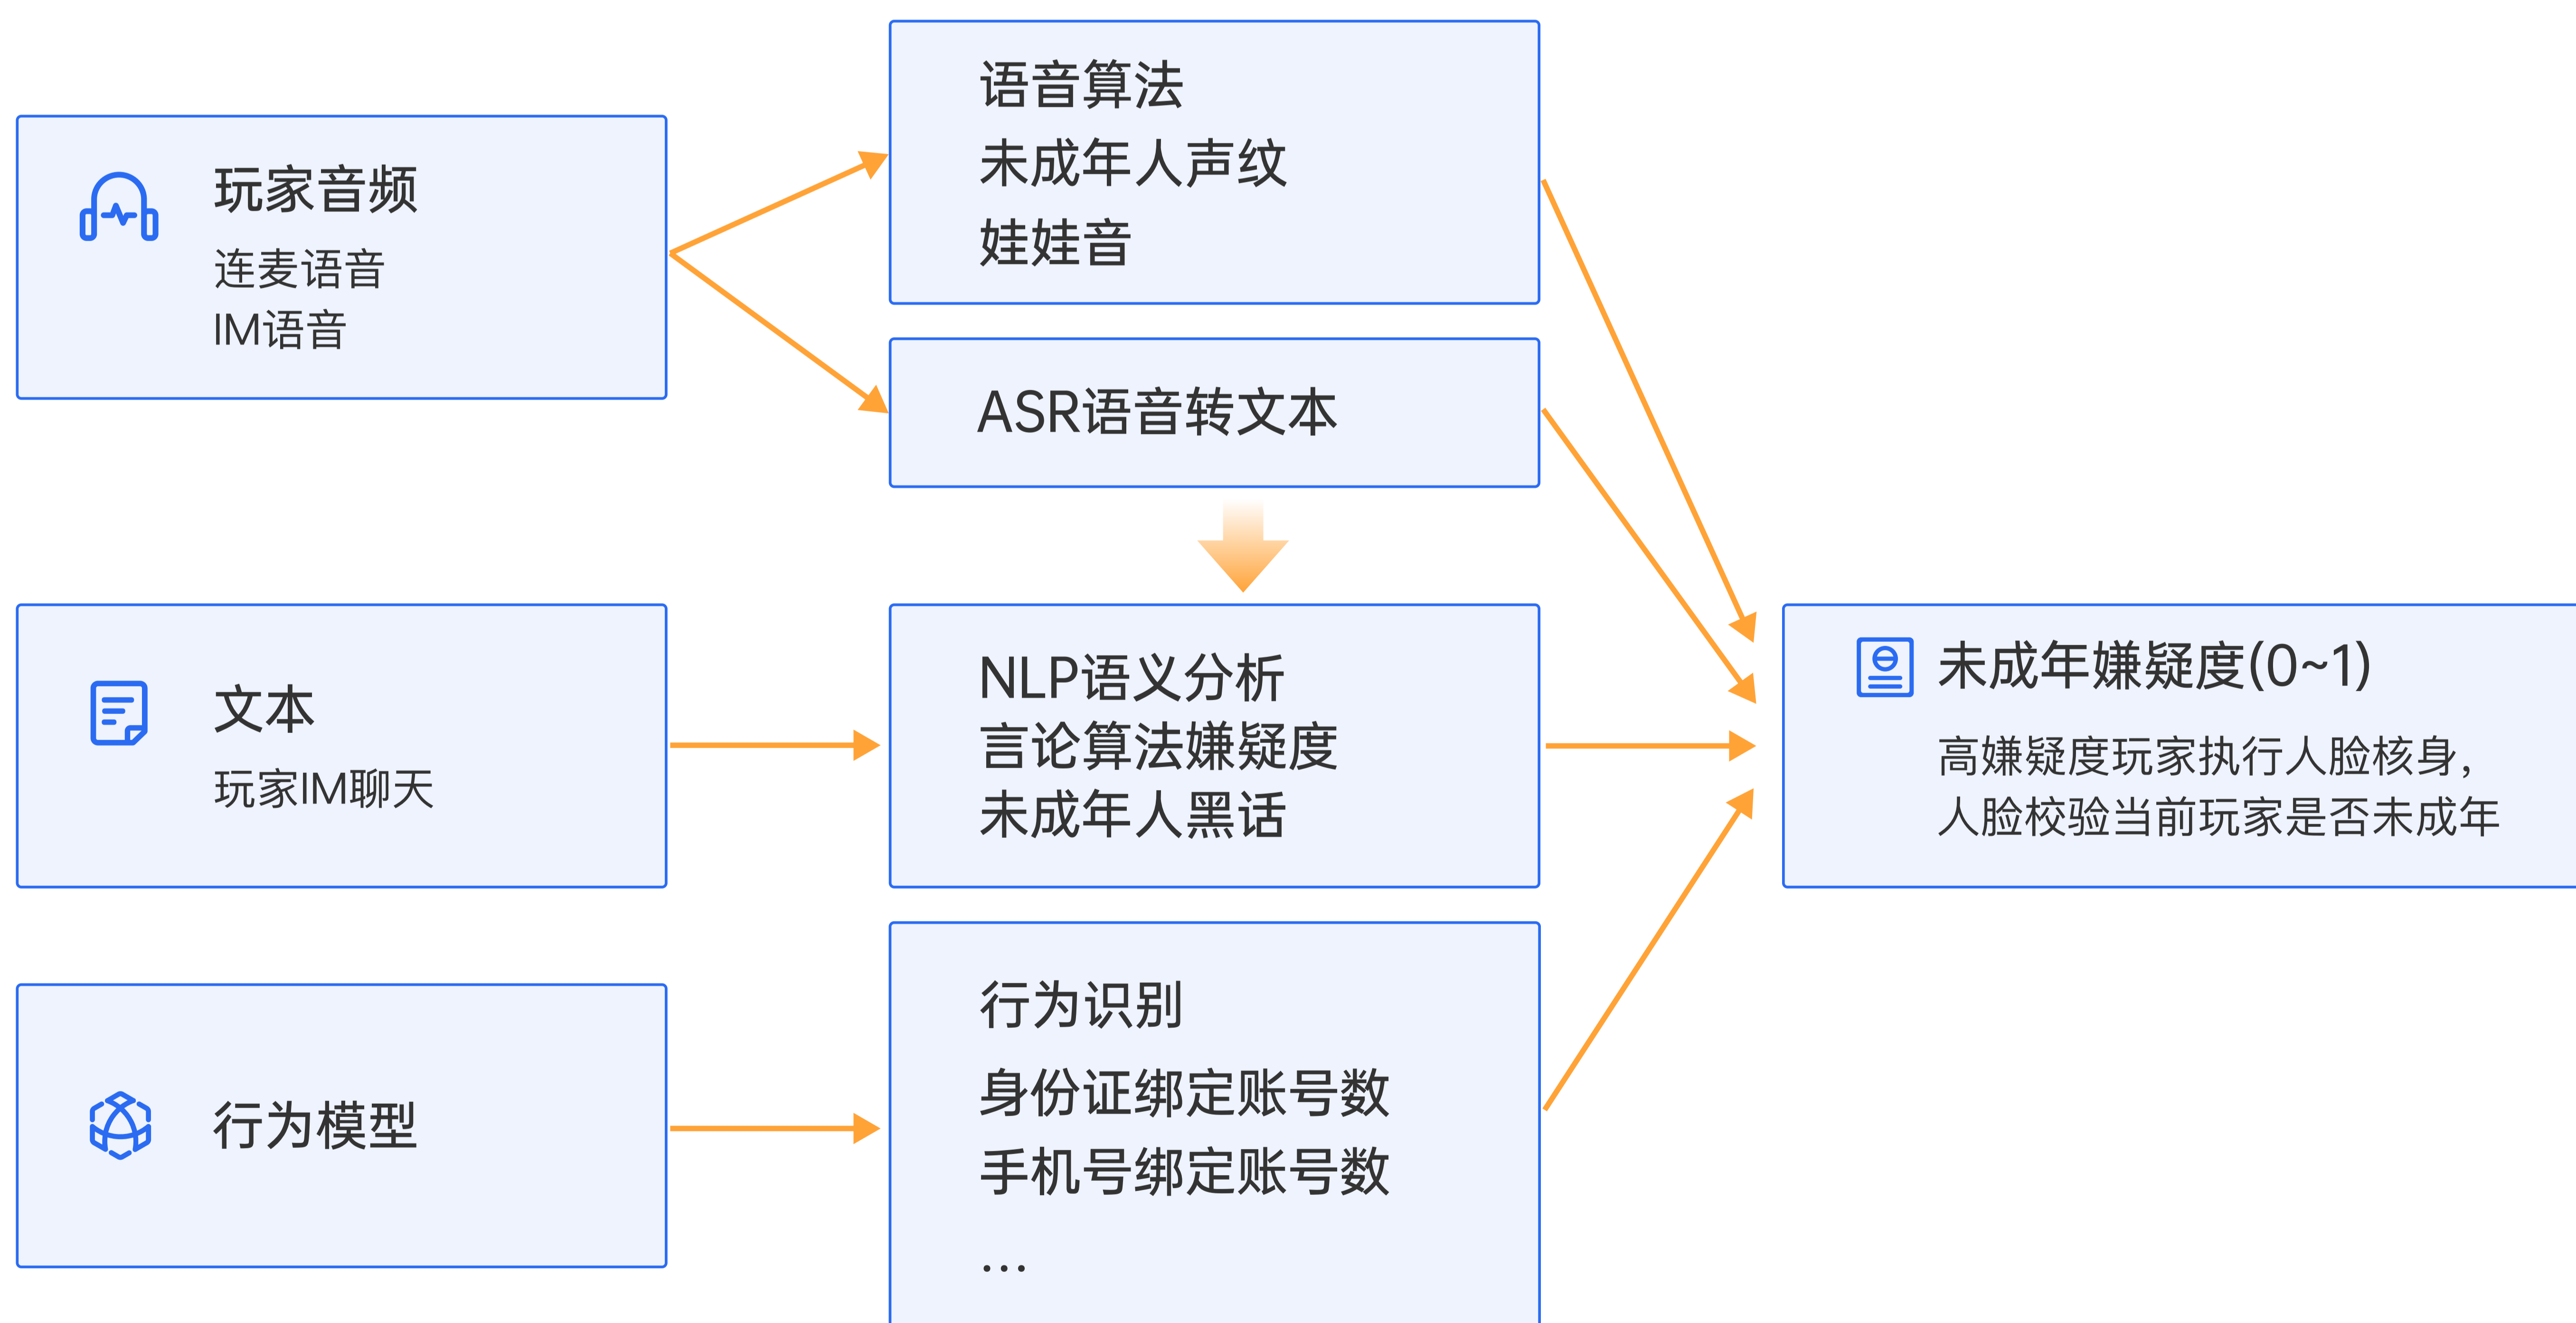 玩家音频
连麦语音
IM语音
语音算法
未成年人声纹
娃娃音
ASR语音转文本
文本
玩家IM聊天
NLP语义分析
言论算法嫌疑度
未成年人黑话
行为模型
行为识别
身份证绑定账号数
手机号绑定账号数
...
未成年嫌疑度(0~1)
高嫌疑度玩家执行人脸核身，
人脸校验当前玩家是否未成年